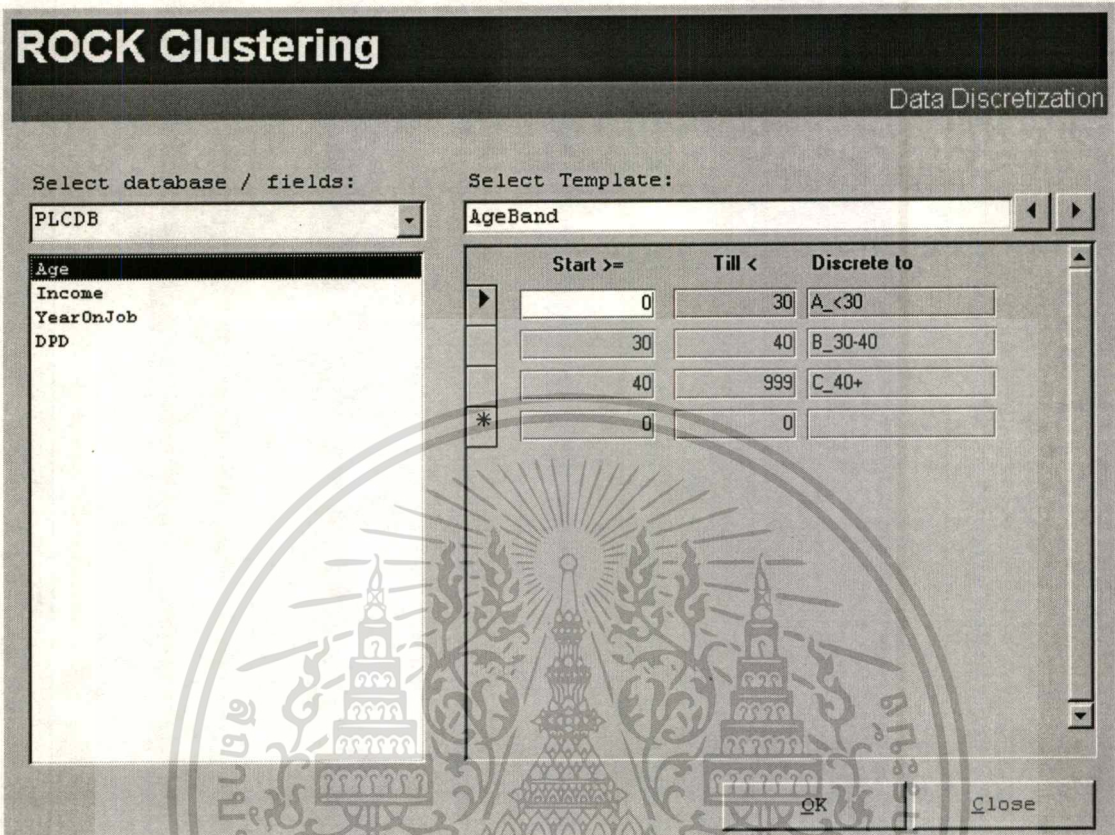 ROCK Clustering
Data Discretization
Select database / fields:
PLCDB
Age
Income
YearOnJob
DPD
Select Template:
AgeBand
Start >= Till < Discrete to
0 30 A_<30
30 40 B_30-40
40 999 C_40+
* 0 0
OK Close